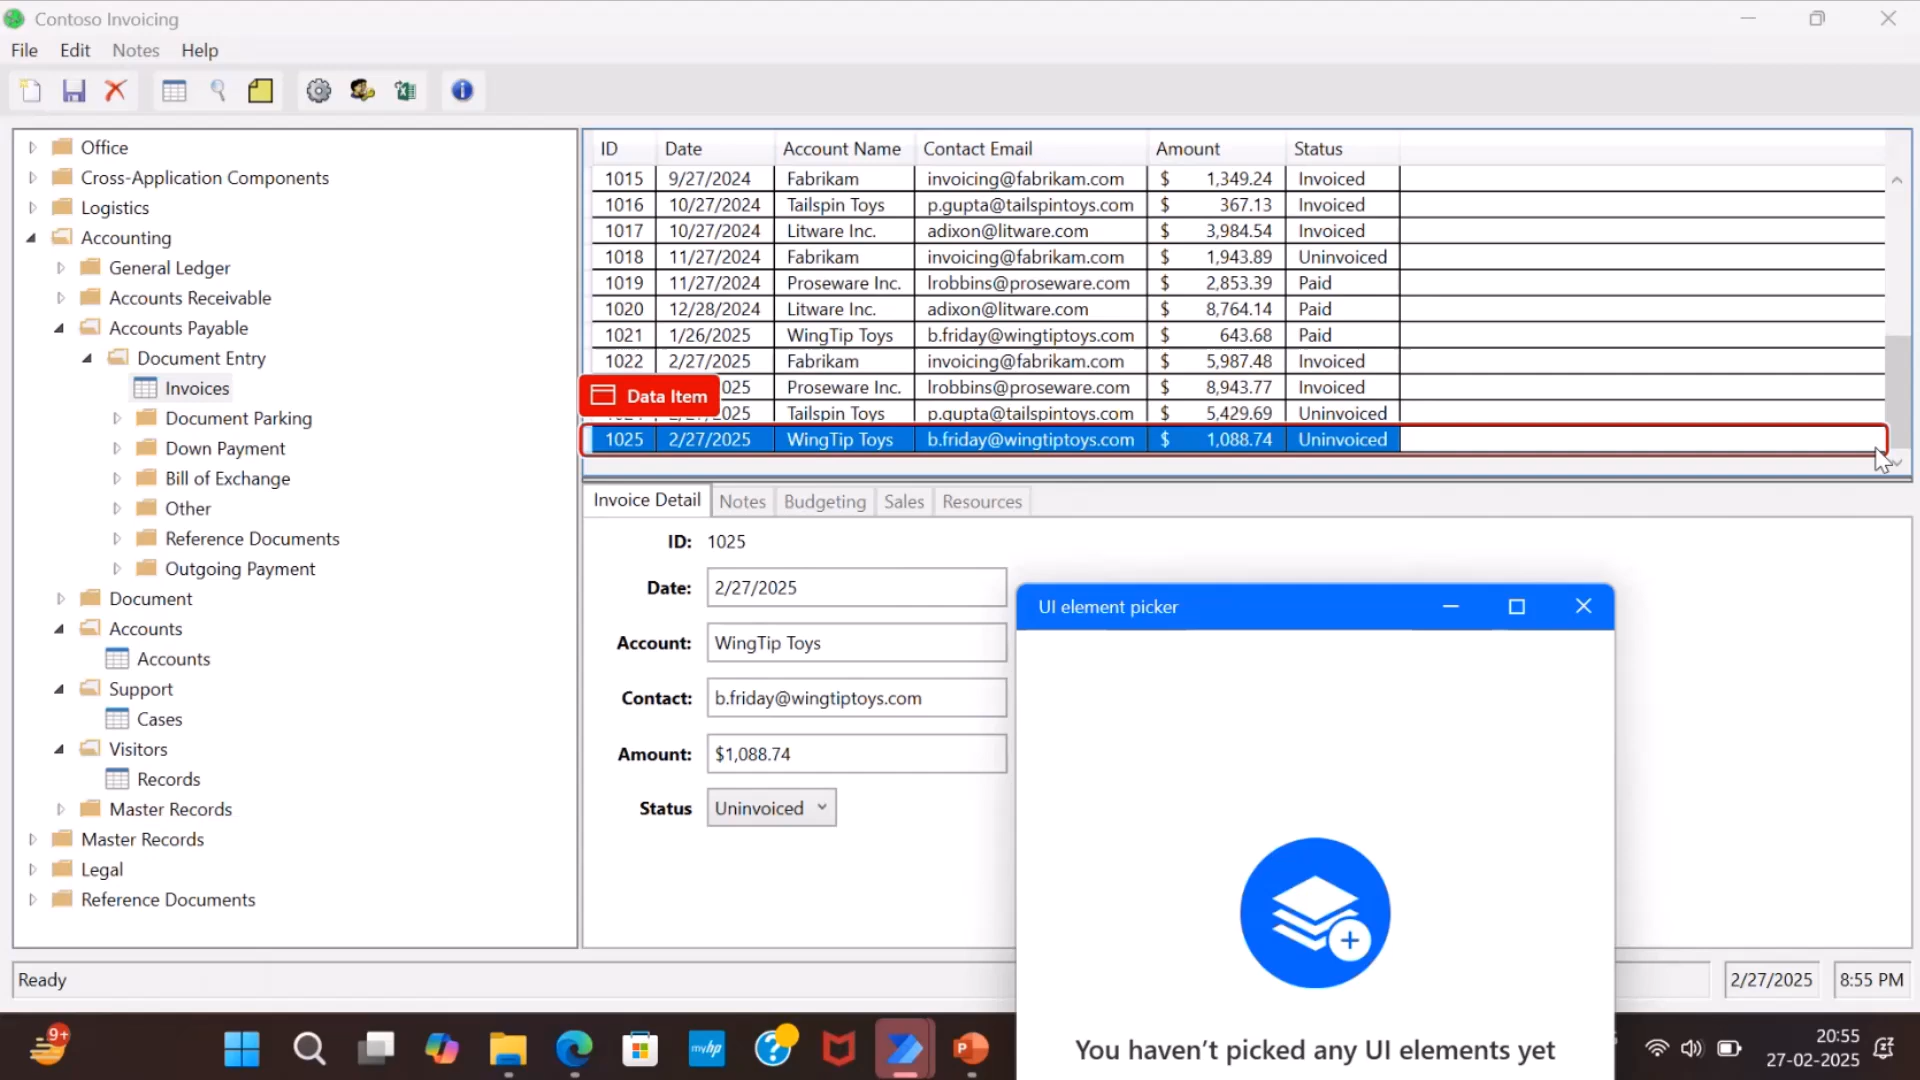 Contoso Invoicing
File Edit Notes Help
Office
Cross-Application Components
Logistics
Accounting
General Ledger
Accounts Receivable
Accounts Payable
Document Entry
Invoices
Document Parking
Down Payment
Bill of Exchange
Other
Reference Documents
Outgoing Payment
Document
Accounts
Accounts
Support
Cases
Visitors
Records
Master Records
Master Records
Legal
Reference Documents
ID Date Account Name Contact Email Amount Status
1015 9/27/2024 Fabrikam invoicing@fabrikam.com $ 1,349.24 Invoiced
1016 10/27/2024 Tailspin Toys p.gupta@tailspintoys.com $ 367.13 Invoiced
1017 10/27/2024 Litware Inc. adixon@litware.com $ 3,984.54 Invoiced
1018 11/27/2024 Fabrikam invoicing@fabrikam.com $ 1,943.89 Uninvoiced
1019 11/27/2024 Proseware Inc. lrobbins@proseware.com $ 2,853.39 Paid
1020 12/28/2024 Litware Inc. adixon@litware.com $ 8,764.14 Paid
1021 1/26/2025 WingTip Toys b.friday@wingtiptoys.com $ 643.68 Paid
1022 2/27/2025 Fabrikam invoicing@fabrikam.com $ 5,987.48 Invoiced
025 Proseware Inc. lrobbins@proseware.com $ 8,943.77 Invoiced
Data Item
Tailspin Toys p.gupta@tailspintoys.com $ 5,429.69 Uninvoiced
1025 2/27/2025 WingTip Toys b.friday@wingtiptoys.com $ 1,088.74 Uninvoiced
Invoice Detail Notes Budgeting Sales Resources
ID: 1025
Date: 2/27/2025
Account: WingTip Toys
Contact: b.friday@wingtiptoys.com
Amount: $1,088.74
Status Uninvoiced
UI element picker
You haven't picked any UI elements yet
Ready
2/27/2025 8:55 PM
9+
myhp
20:55
27-02-2025